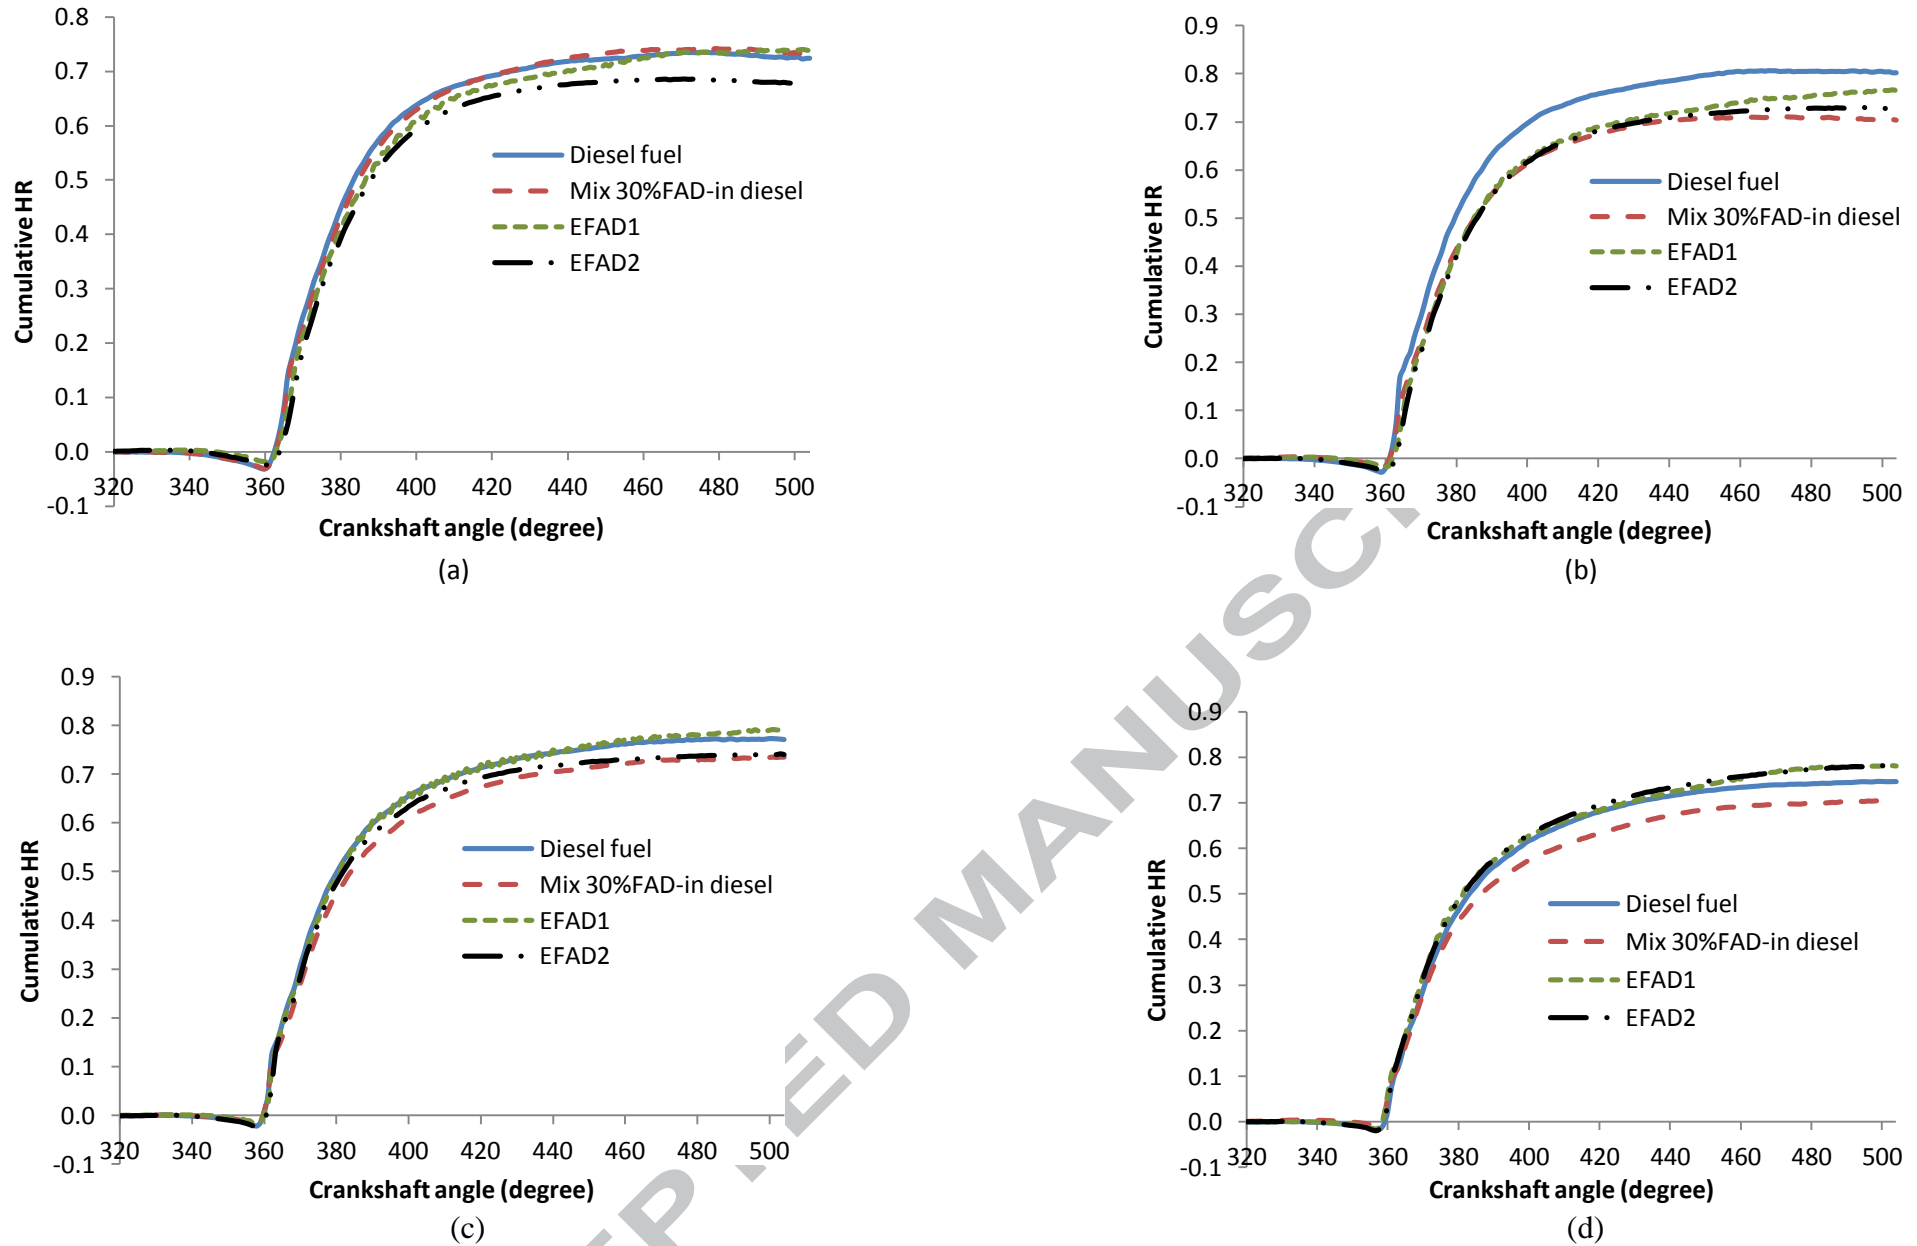 0.8
0.7
0.6
0.5
0.4
0.3
0.2
0.1
0.0
-0.1
Cumulative HR
320 340 360 380 400 420 440 460 480 500
Crankshaft angle (degree)
Diesel fuel
Mix 30%FAD-in diesel
EFAD1
EFAD2
(a)
0.9
0.8
0.7
0.6
0.5
0.4
0.3
0.2
0.1
0.0
-0.1
Cumulative HR
320 340 360 380 400 420 440 460 480 500
Crankshaft angle (degree)
Diesel fuel
Mix 30%FAD-in diesel
EFAD1
EFAD2
(b)
0.9
0.8
0.7
0.6
0.5
0.4
0.3
0.2
0.1
0.0
-0.1
Cumulative HR
320 340 360 380 400 420 440 460 480 500
Crankshaft angle (degree)
Diesel fuel
Mix 30%FAD-in diesel
EFAD1
EFAD2
(c)
0.9
0.8
0.7
0.6
0.5
0.4
0.3
0.2
0.1
0.0
-0.1
Cumulative HR
320 340 360 380 400 420 440 460 480 500
Crankshaft angle (degree)
Diesel fuel
Mix 30%FAD-in diesel
EFAD1
EFAD2
(d)